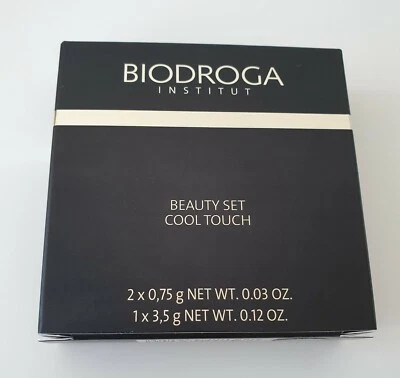 BIODROGA
INSTITUT
BEAUTY SET
COOL TOUCH
2 x 0,75 g NET WT. 0.03 OZ.
1 x 3,5 g NET WT. 0.12 OZ.